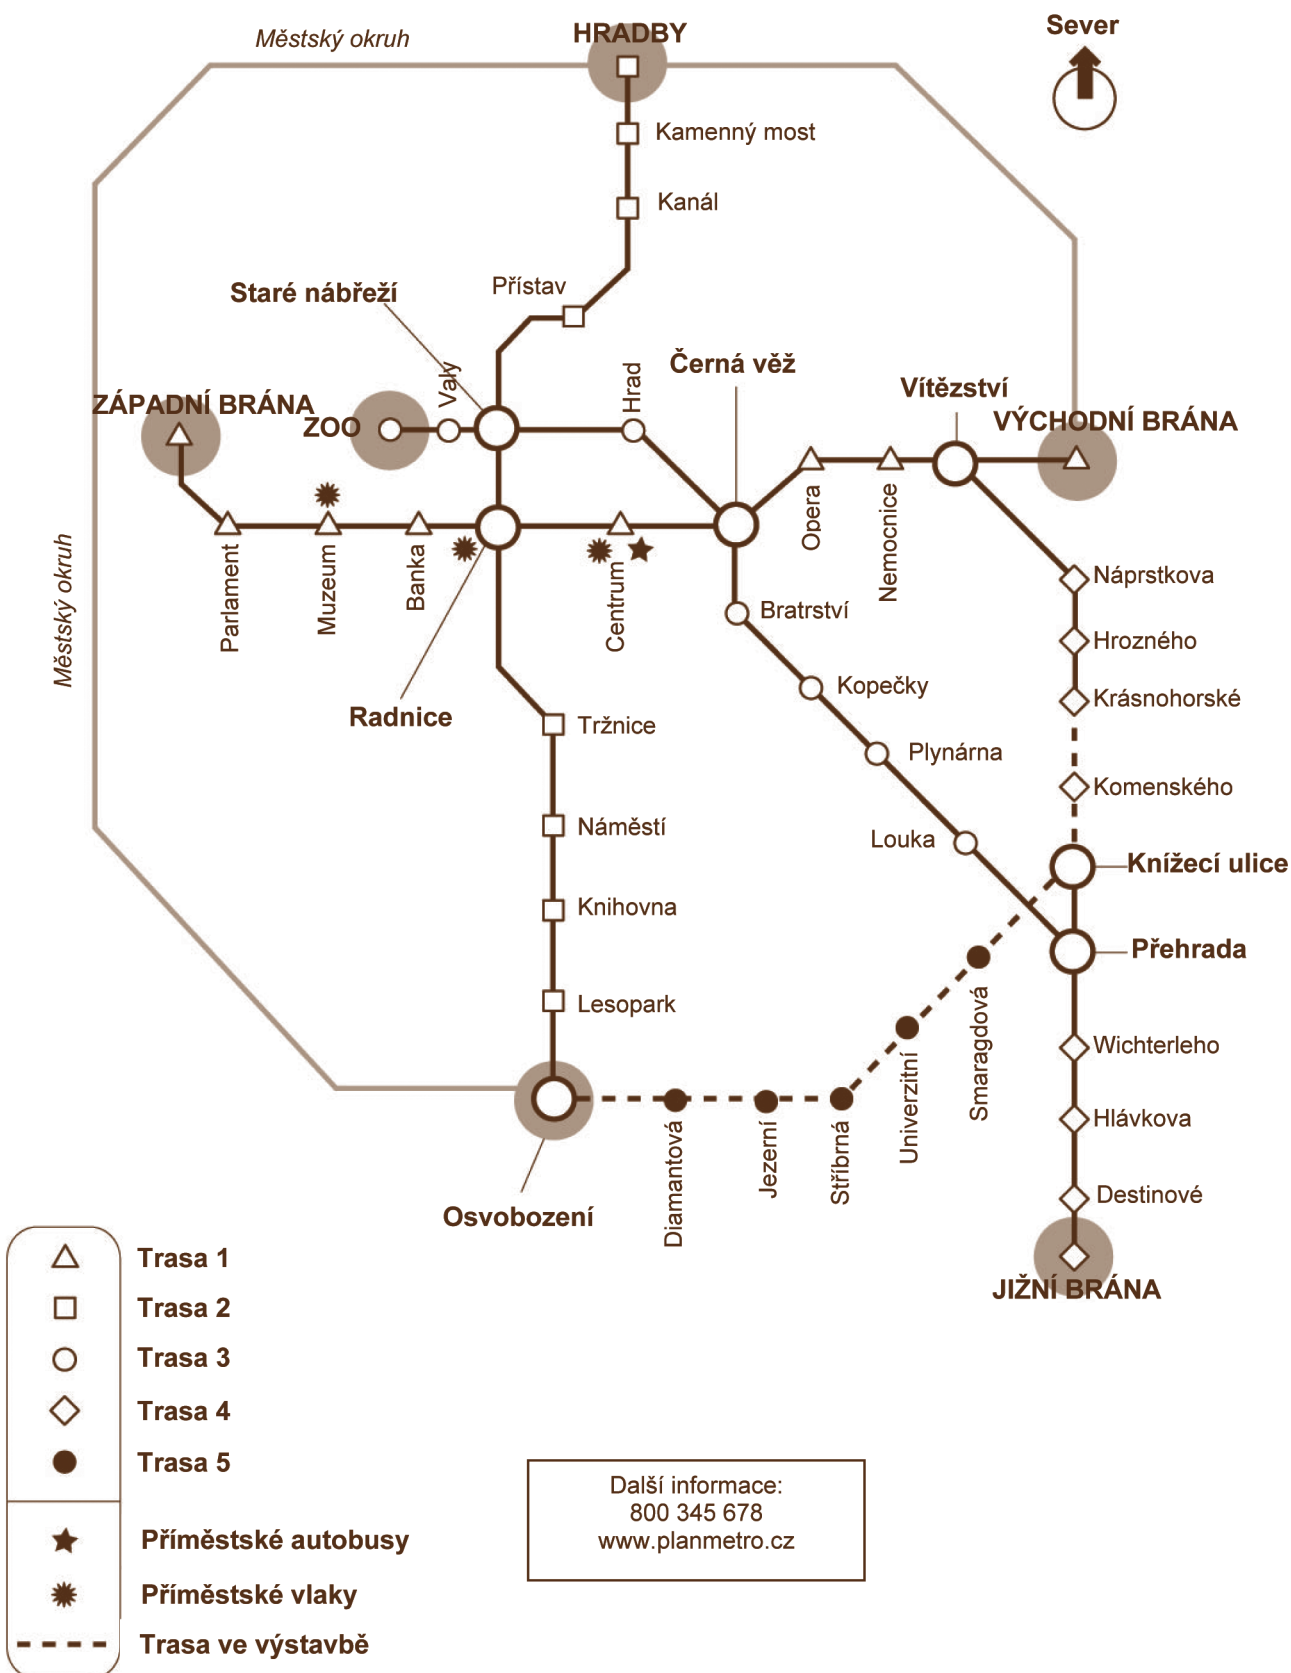 Sever
HRADBY
Městský okruh
Kamenný most
Kanál
Přístav
Staré nábřeží
Černá věž
Valy
Hrad
Vítězství
ZÁPADNÍ BRÁNA
ZOO
VÝCHODNÍ BRÁNA
Městský okruh
Parlament
Muzeum
Banka
Centrum
Opera
Nemocnice
Náprstkova
Bratrství
Hrozného
Kopečky
Krásnohorské
Radnice
Tržnice
Plynárna
Komenského
Náměstí
Louka
Knížecí ulice
Knihovna
Přehrada
Lesopark
Smaragdová
Wichterleho
Univerzitní
Hlávkova
Diamantová
Jezerní
Stříbrná
Destinové
Osvobození
JIŽNÍ BRÁNA
Trasa 1
Trasa 2
Trasa 3
Trasa 4
Trasa 5
Příměstské autobusy
Příměstské vlaky
Trasa ve výstavbě
Další informace:
800 345 678
www.planmetro.cz